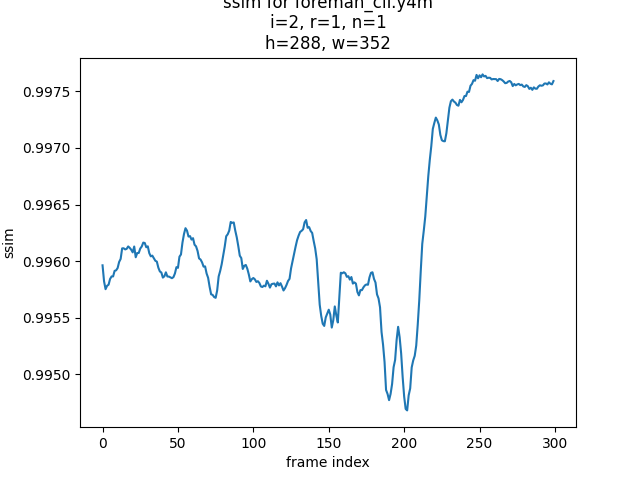 ssim for foreman_cif.y4m
i=2, r=1, n=1
h=288, w=352
0.9975
0.9970
0.9965
0.9960
0.9955
0.9950
ssim
0
50
100
150
200
250
300
frame index